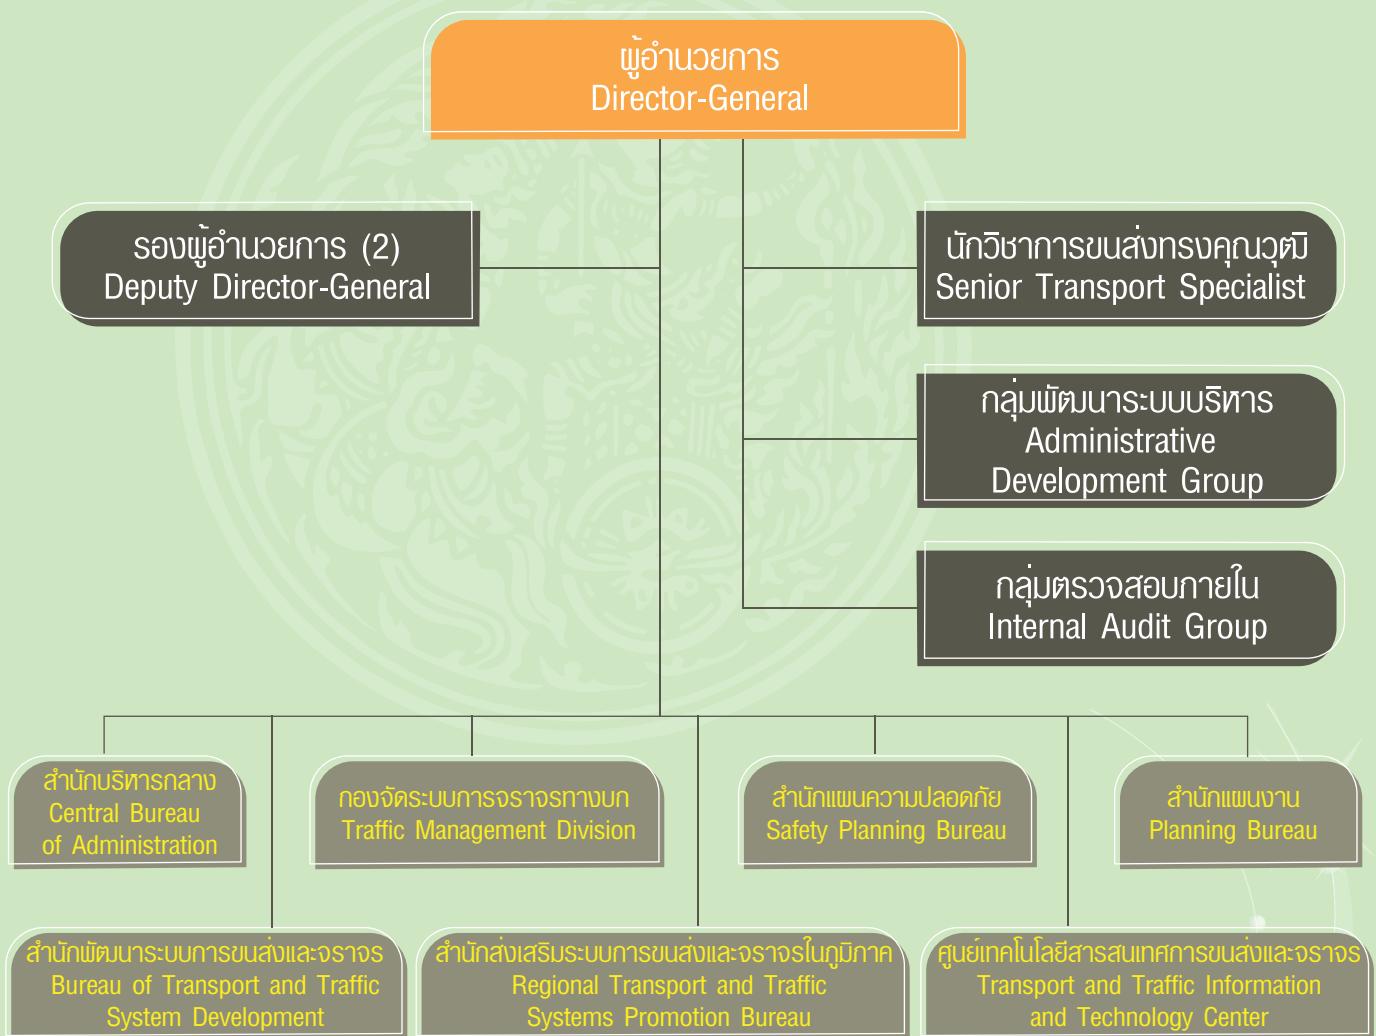 ผู้อำนวยการ
Director-General
รองผู้อำนวยการ (2)
Deputy Director-General
นักวิชาการขนส่งทรงคุณวุฒิ
Senior Transport Specialist
กลุ่มพัฒนาระบบบริหาร
Administrative
Development Group
กลุ่มตรวจสอบภายใน
Internal Audit Group
สำนักบริหารกลาง
Central Bureau
of Administration
กองจัดระบบการจราจรทางบก
Traffic Management Division
สำนักแผนความปลอดภัย
Safety Planning Bureau
สำนักแผนงาน
Planning Bureau
สำนักพัฒนาระบบการขนส่งและจราจร
Bureau of Transport and Traffic
System Development
สำนักส่งเสริมระบบการขนส่งและจราจรในภูมิภาค
Regional Transport and Traffic
Systems Promotion Bureau
ศูนย์เทคโนโลยีสารสนเทศการขนส่งและจราจร
Transport and Traffic Information
and Technology Center